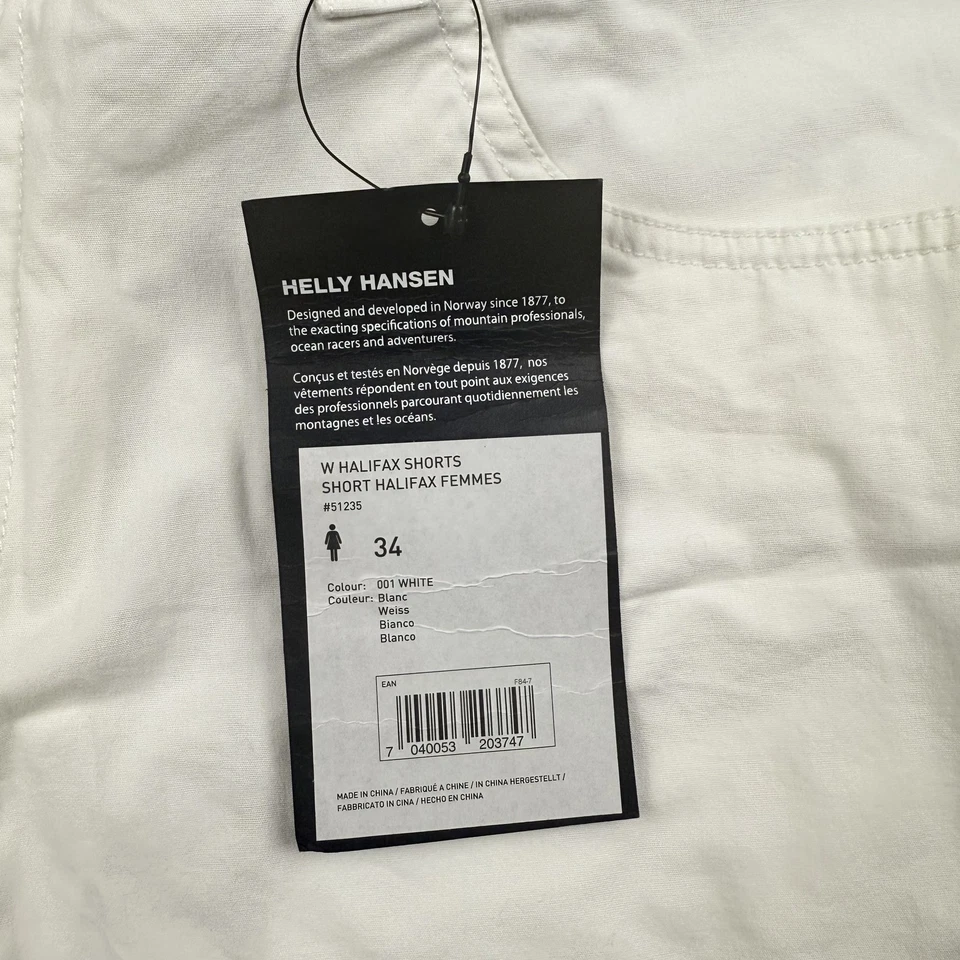 HELLY HANSEN
Designed and developed in Norway since 1877, to
the exacting specifications of mountain professionals,
ocean racers and adventurers.
Conçus et testés en Norvège depuis 1877, nos
vêtements répondent en tout point aux exigences
des professionnels parcourant quotidiennement les
montagnes et les océans.
W HALIFAX SHORTS
SHORT HALIFAX FEMMES
#51235
34
Colour: 001 WHITE
Couleur: Blanc
Weiss
Bianco
Blanco
EAN F84-7
7 040053 203747
MADE IN CHINA / FABRIQUÉ A CHINE / IN CHINA HERGESTELLT /
FABBRICATO IN CINA / HECHO EN CHINA